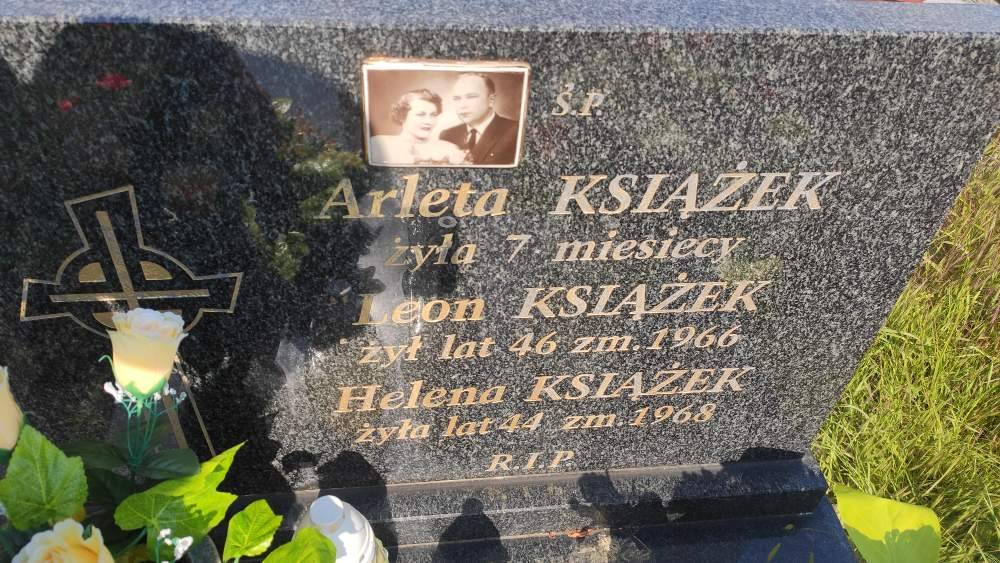 Ś.P.
Arleta KSIĄŻEK
żyła 7 miesięcy
Leon KSIĄŻEK
żył lat 46 zm. 1966
Helena KSIĄŻEK
żyła lat 44 zm. 1968
R.I.P.